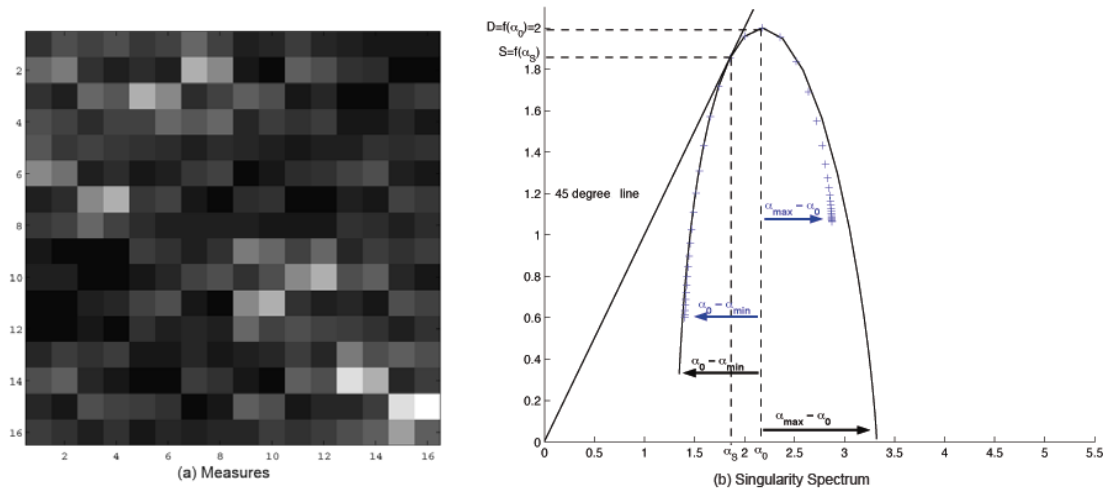 2
4
6
8
10
12
14
16
2 4 6 8 10 12 14 16
(a) Measures
D=f(α0)=2
S=f(αS)
2
1.8
1.6
1.4
1.2
1
0.8
0.6
0.4
0.2
0
45 degree line
αmax − α0
α0 − αmin
α0 − αmin
αmax − α0
0 0.5 1 1.5 αS 2 α0 2.5 3 3.5 4 4.5 5 5.5
(b) Singularity Spectrum